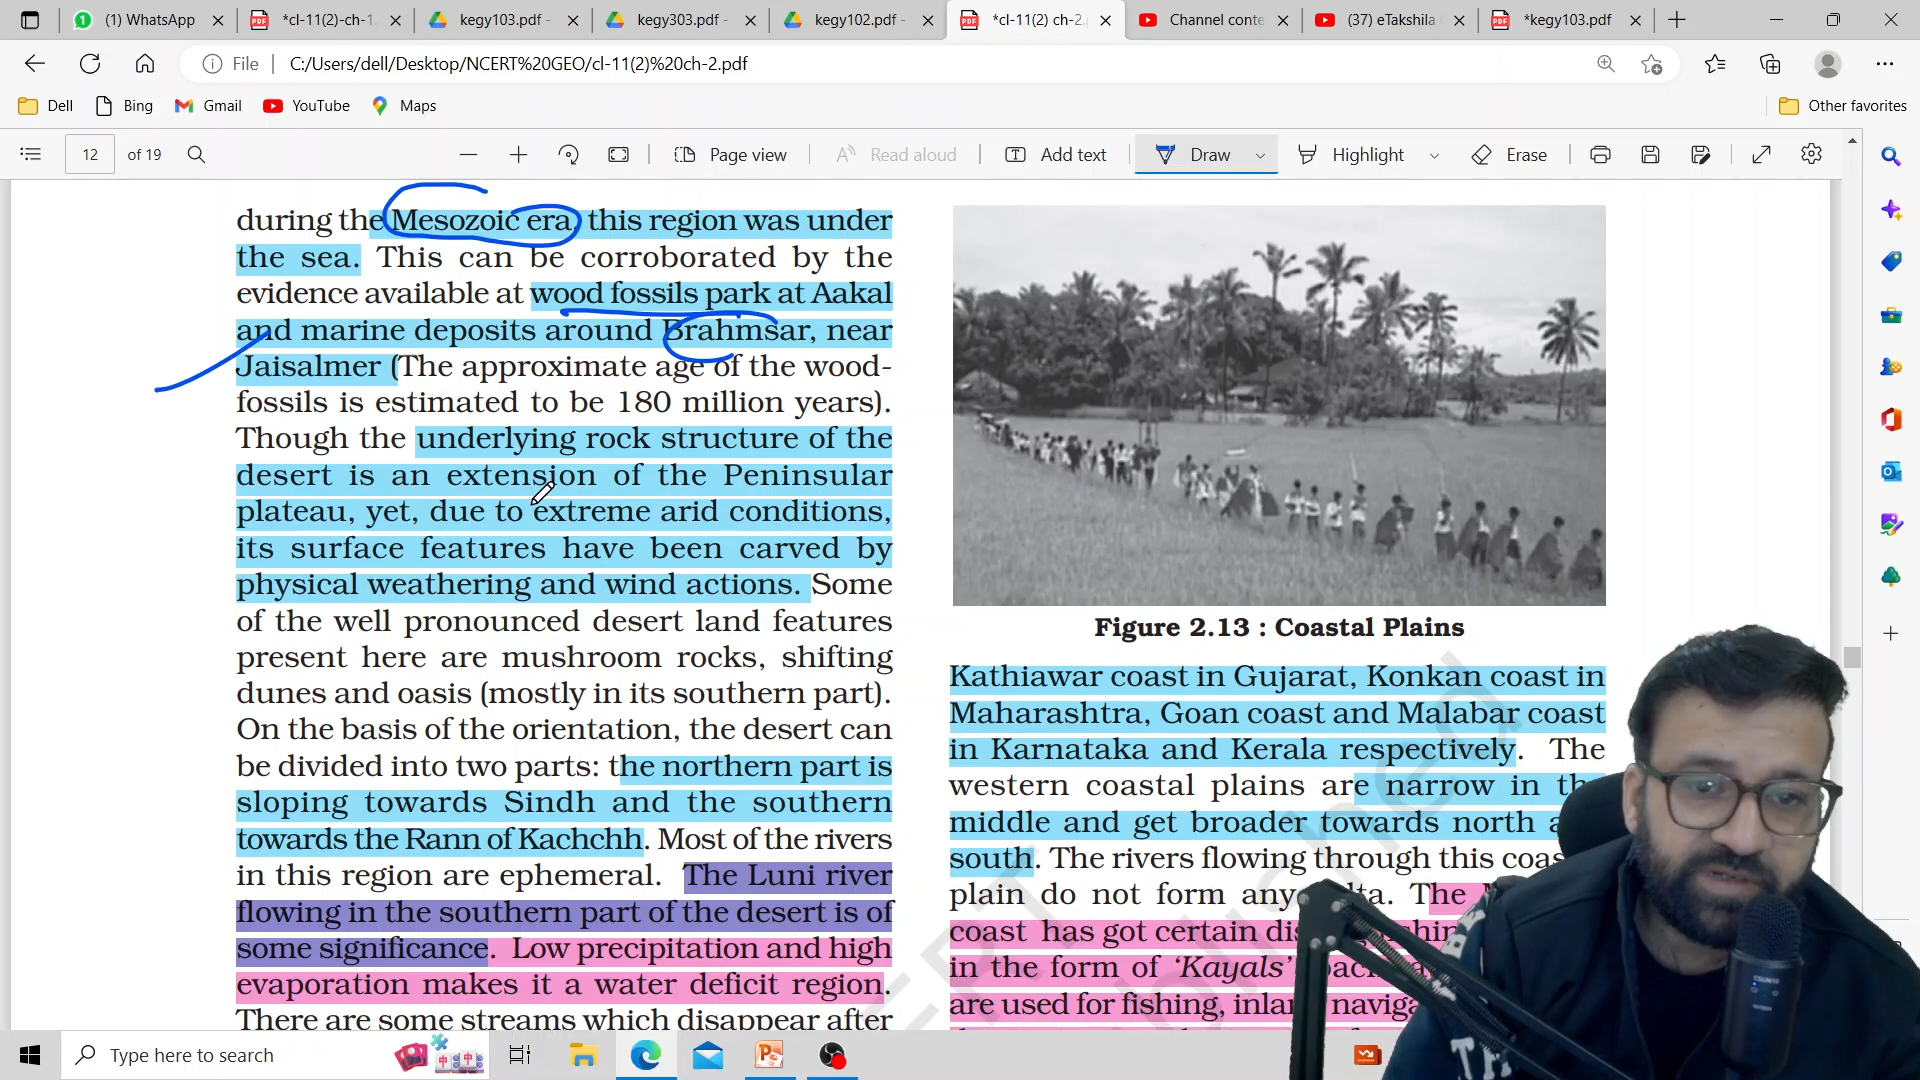 (1) WhatsApp
*cl-11(2)-ch-1.
kegy103.pdf -
kegy303.pdf -
kegy102.pdf -
*cl-11(2) ch-2.
Channel conte
(37) eTakshila
*kegy103.pdf
File
C:/Users/dell/Desktop/NCERT%20GEO/cl-11(2)%20ch-2.pdf
Dell
Bing
Gmail
YouTube
Maps
Other favorites
12 of 19
Page view
Read aloud
Add text
Draw
Highlight
Erase
during the Mesozoic era, this region was under
the sea. This can be corroborated by the
evidence available at wood fossils park at Aakal
and marine deposits around Brahmsar, near
Jaisalmer (The approximate age of the wood-
fossils is estimated to be 180 million years).
Though the underlying rock structure of the
desert is an extension of the Peninsular
plateau, yet, due to extreme arid conditions,
its surface features have been carved by
physical weathering and wind actions. Some
of the well pronounced desert land features
present here are mushroom rocks, shifting
dunes and oasis (mostly in its southern part).
On the basis of the orientation, the desert can
be divided into two parts: the northern part is
sloping towards Sindh and the southern
towards the Rann of Kachchh. Most of the rivers
in this region are ephemeral. The Luni river
flowing in the southern part of the desert is of
some significance. Low precipitation and high
evaporation makes it a water deficit region.
There are some streams which disappear after
Figure 2.13 : Coastal Plains
Kathiawar coast in Gujarat, Konkan coast in
Maharashtra, Goan coast and Malabar coast
in Karnataka and Kerala respectively. The
western coastal plains are narrow in the
middle and get broader towards north
south. The rivers flowing through this
plain do not form any The
coast has got certain
in the form of 'Kayals'
are used for fishing, inland
Type here to search